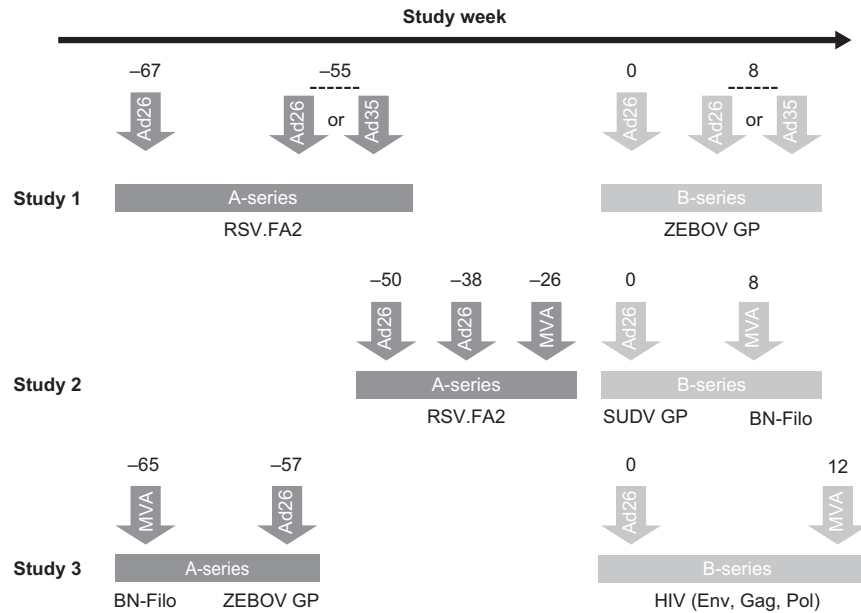 Study week
–67 –55 0 8
Ad26 Ad26 or Ad35 Ad26 Ad26 or Ad35
Study 1 A-series B-series
RSV.FA2 ZEBOV GP
–50 –38 –26 0 8
Ad26 Ad26 MVA Ad26 MVA
Study 2 A-series B-series
RSV.FA2 SUDV GP BN-Filo
–65 –57 0 12
MVA Ad26 Ad26 MVA
Study 3 A-series B-series
BN-Filo ZEBOV GP HIV (Env, Gag, Pol)